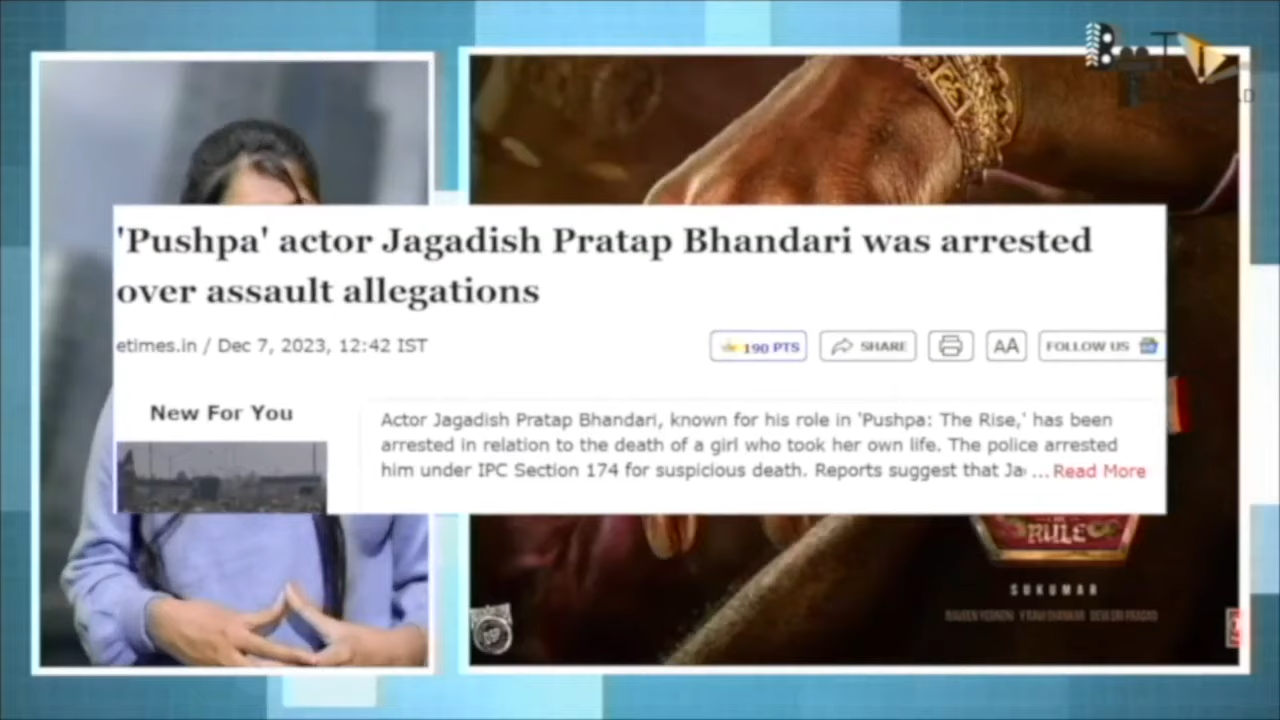 'Pushpa' actor Jagadish Pratap Bhandari was arrested
over assault allegations
etimes.in / Dec 7, 2023, 12:42 IST
190 PTS
SHARE
AA
FOLLOW US
New For You
Actor Jagadish Pratap Bhandari, known for his role in 'Pushpa: The Rise,' has been
arrested in relation to the death of a girl who took her own life. The police arrested
him under IPC Section 174 for suspicious death. Reports suggest that Ja ... Read More
RULE
SUKUMAR